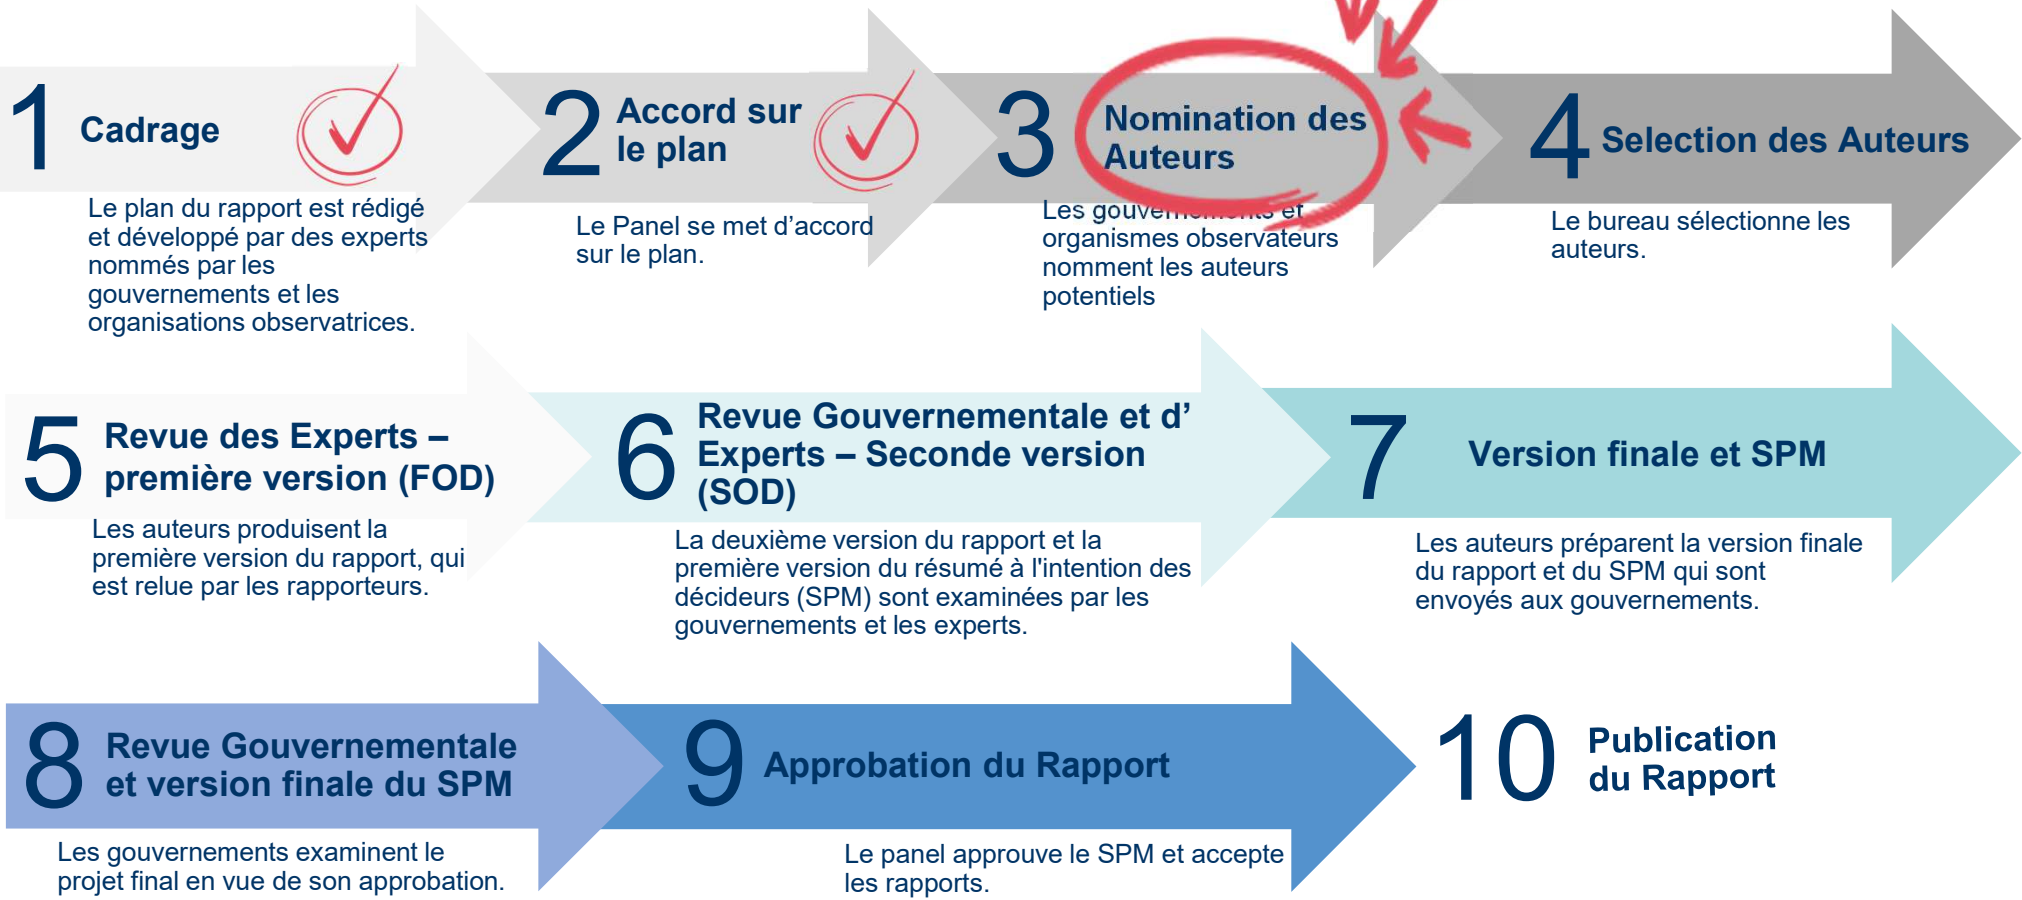 1
Cadrage
Le plan du rapport est rédigé
et développé par des experts
nommés par les
gouvernements et les
organisations observatrices.
2
Accord sur
le plan
Le Panel se met d’accord
sur le plan.
3
Nomination des
Auteurs
Les gouvernements et
organismes observateurs
nomment les auteurs
potentiels
4
Selection des Auteurs
Le bureau sélectionne les
auteurs.
5
Revue des Experts –
première version (FOD)
Les auteurs produisent la
première version du rapport, qui
est relue par les rapporteurs.
6
Revue Gouvernementale et d’
Experts – Seconde version
(SOD)
La deuxième version du rapport et la
première version du résumé à l'intention des
décideurs (SPM) sont examinées par les
gouvernements et les experts.
7
Version finale et SPM
Les auteurs préparent la version finale
du rapport et du SPM qui sont
envoyés aux gouvernements.
8
Revue Gouvernementale
et version finale du SPM
Les gouvernements examinent le
projet final en vue de son approbation.
9
Approbation du Rapport
Le panel approuve le SPM et accepte
les rapports.
10
Publication
du Rapport